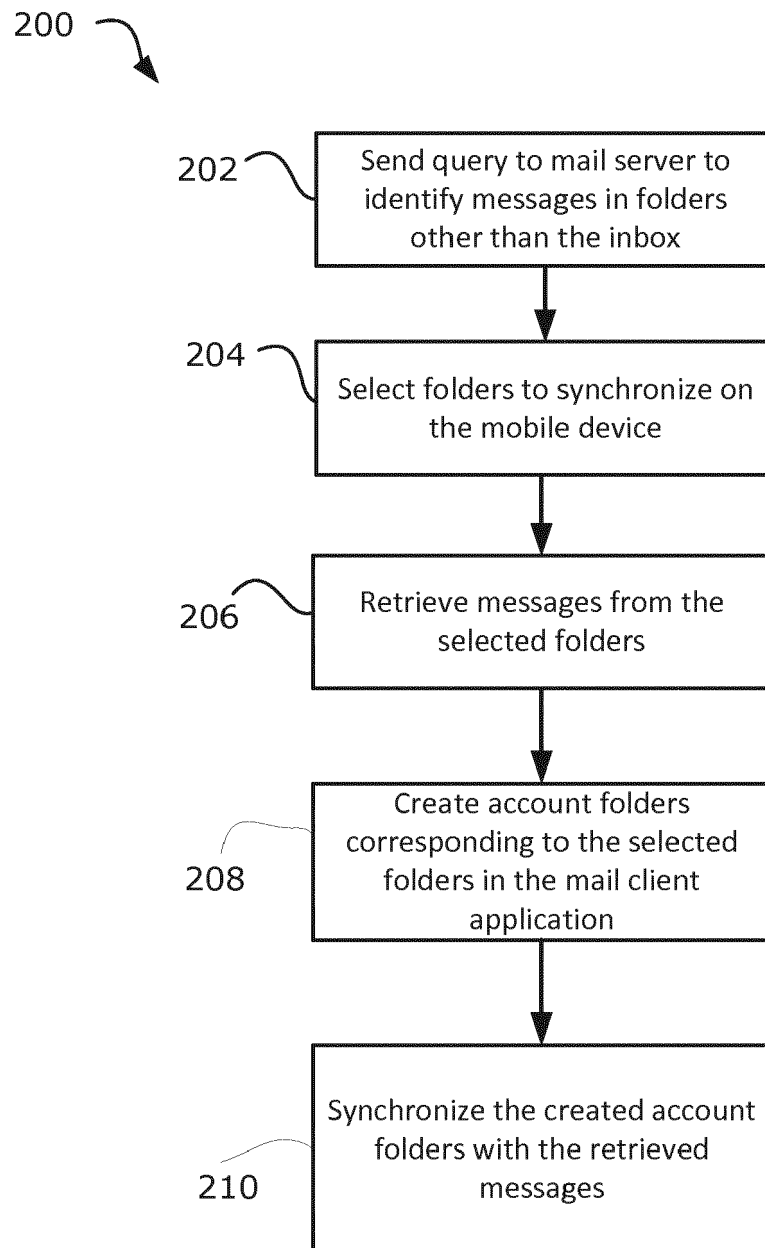 200
202
Send query to mail server to
identify messages in folders
other than the inbox
204
Select folders to synchronize on
the mobile device
206
Retrieve messages from the
selected folders
208
Create account folders
corresponding to the selected
folders in the mail client
application
210
Synchronize the created account
folders with the retrieved
messages